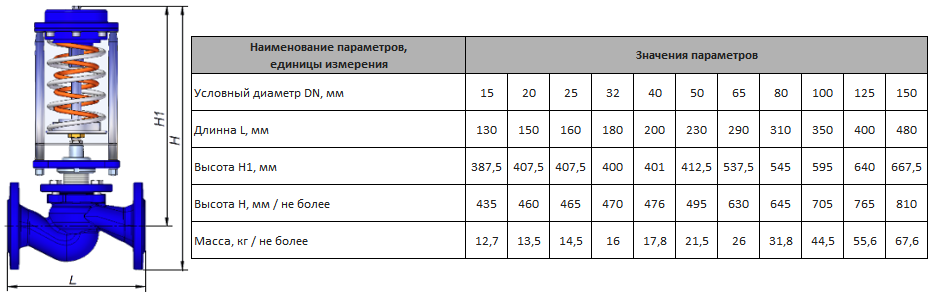 H1
H
L
Наименование параметров,
единицы измерения
Значения параметров
Условный диаметр DN, мм 15 20 25 32 40 50 65 80 100 125 150
Длинна L, мм 130 150 160 180 200 230 290 310 350 400 480
Высота H1, мм 387,5 407,5 407,5 400 401 412,5 537,5 545 595 640 667,5
Высота H, мм / не более 435 460 465 470 476 495 630 645 705 765 810
Масса, кг / не более 12,7 13,5 14,5 16 17,8 21,5 26 31,8 44,5 55,6 67,6